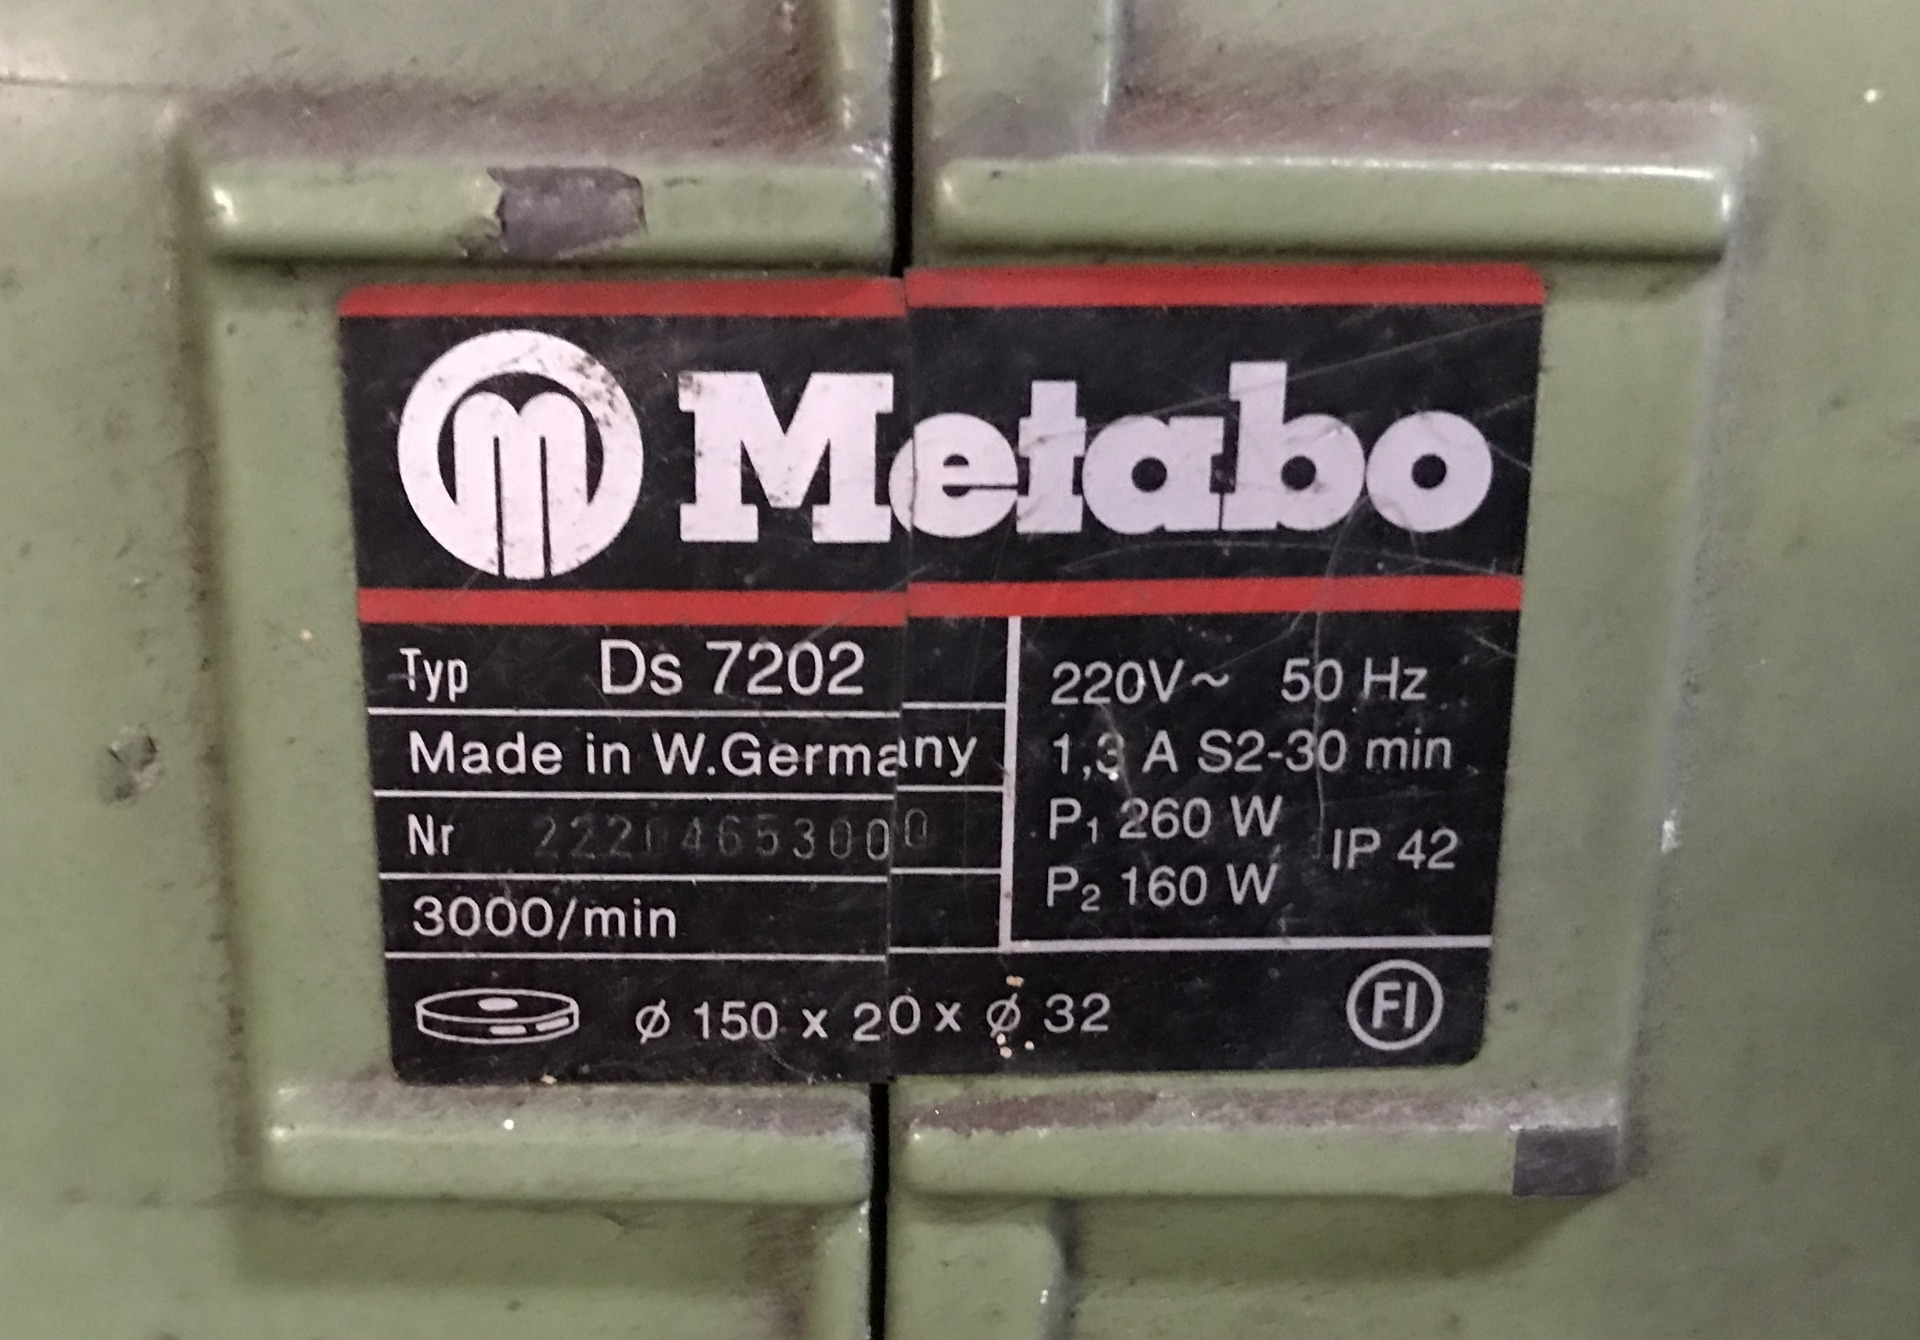 m Metabo
Typ Ds 7202
Made in W.Germany
Nr 22204653000
3000/min
220V~ 50 Hz
1,3 A S2-30 min
P1 260 W
IP 42
P2 160 W
ø 150 x 20 x ø 32
FI